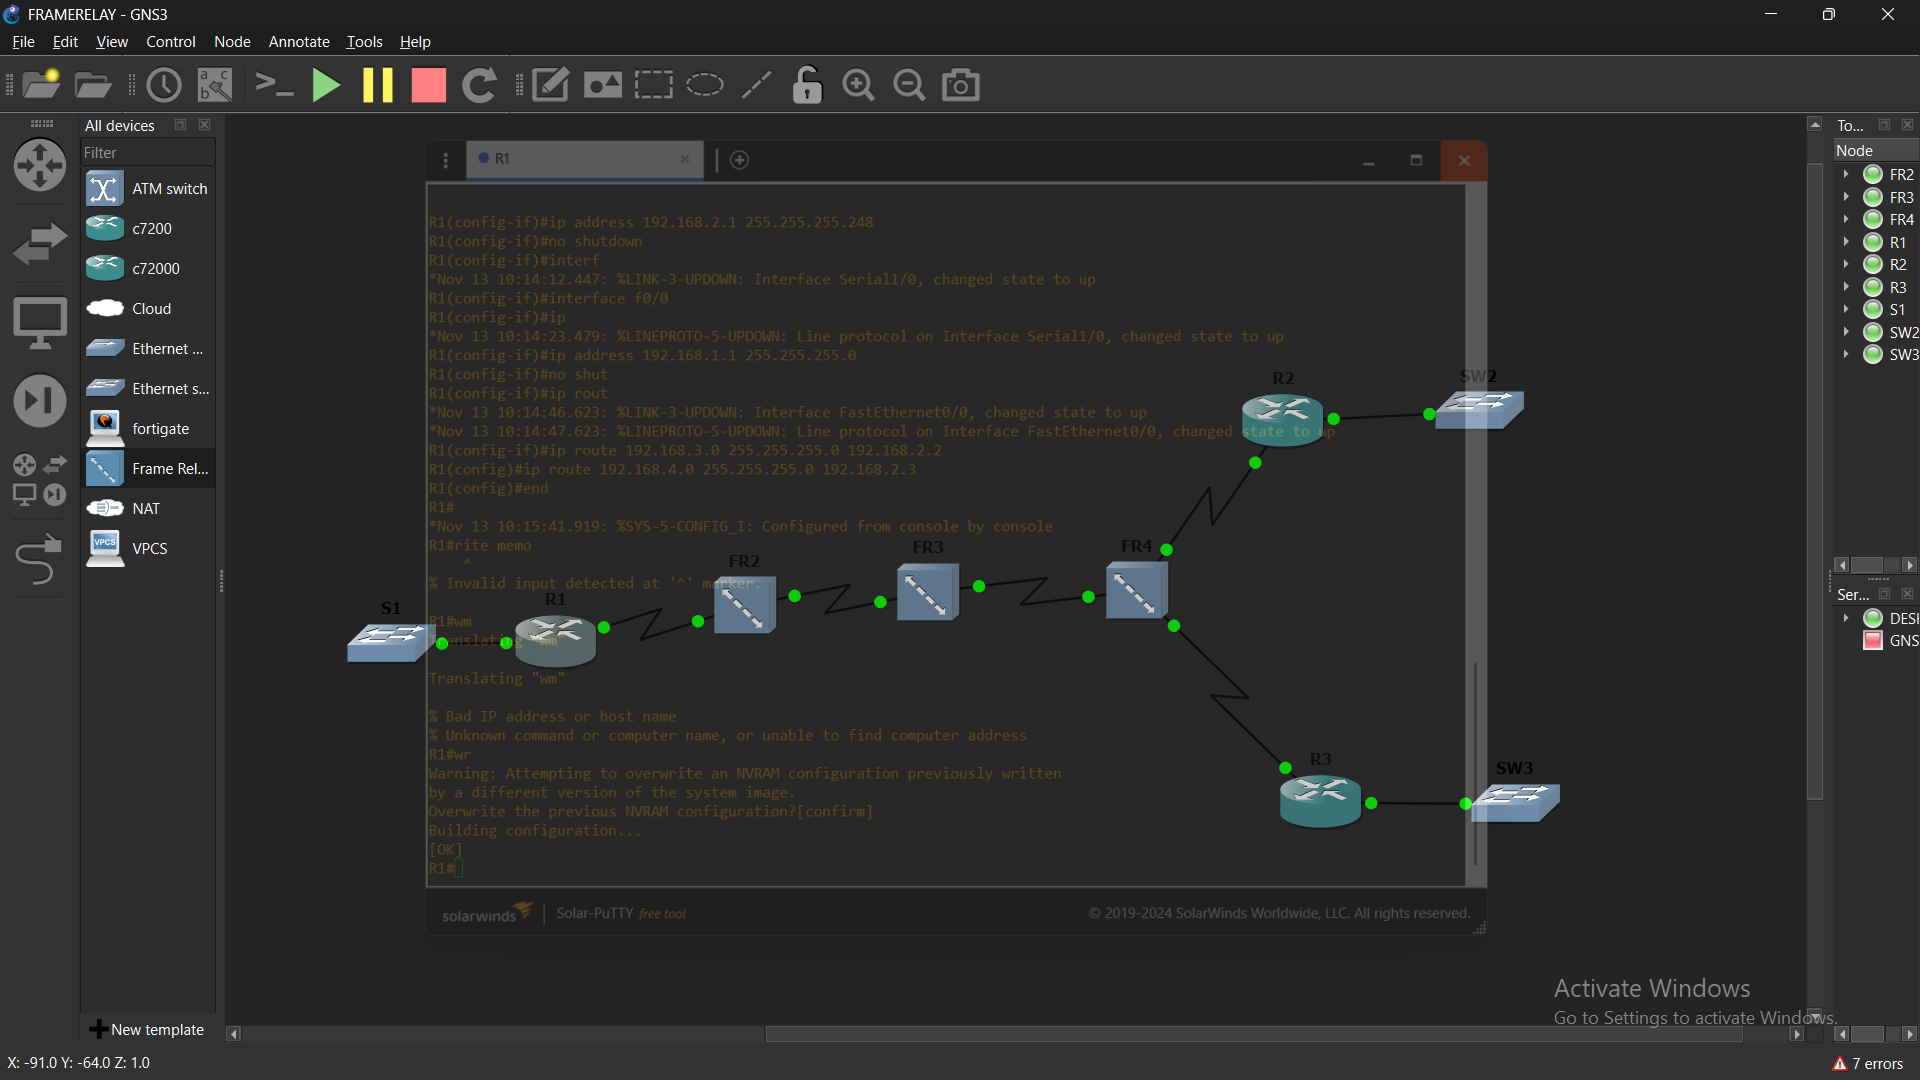 FRAMERELAY - GNS3
File Edit View Control Node Annotate Tools Help
All devices
Filter
ATM switch
c7200
c72000
Cloud
Ethernet ...
Ethernet s...
fortigate
Frame Rel...
NAT
VPCS
New template
R1
R1(config-if)#ip address 192.168.2.1 255.255.255.248
R1(config-if)#no shutdown
R1(config-if)#interf
*Nov 13 10:14:12.447: %LINK-3-UPDOWN: Interface Serial1/0, changed state to up
R1(config-if)#interface f0/0
R1(config-if)#ip
*Nov 13 10:14:23.479: %LINEPROTO-5-UPDOWN: Line protocol on Interface Serial1/0, changed state to up
R1(config-if)#ip address 192.168.1.1 255.255.255.0
R1(config-if)#no shut
R1(config-if)#ip rout
*Nov 13 10:14:46.623: %LINK-3-UPDOWN: Interface FastEthernet0/0, changed state to up
*Nov 13 10:14:47.623: %LINEPROTO-5-UPDOWN: Line protocol on Interface FastEthernet0/0, changed state to up
R1(config-if)#ip route 192.168.3.0 255.255.255.0 192.168.2.2
R1(config)#ip route 192.168.4.0 255.255.255.0 192.168.2.3
R1(config)#end
R1#
*Nov 13 10:15:41.919: %SYS-5-CONFIG_I: Configured from console by console
R1#rite memo
^
% Invalid input detected at '^' marker.
R1#wm
Translating "wm"
Translating "wm"
% Bad IP address or host name
% Unknown command or computer name, or unable to find computer address
R1#wr
Warning: Attempting to overwrite an NVRAM configuration previously written
by a different version of the system image.
Overwrite the previous NVRAM configuration?[confirm]
Building configuration...
[OK]
R1#
solarwinds
Solar-PuTTY free tool
© 2019-2024 SolarWinds Worldwide, LLC. All rights reserved.
S1
R1
FR2
FR3
FR4
R2
SW2
R3
SW3
To...
Node
FR2
FR3
FR4
R1
R2
R3
S1
SW2
SW3
Ser...
DESI
GNS
Activate Windows
Go to Settings to activate Windows.
X: -91.0 Y: -64.0 Z: 1.0
7 errors